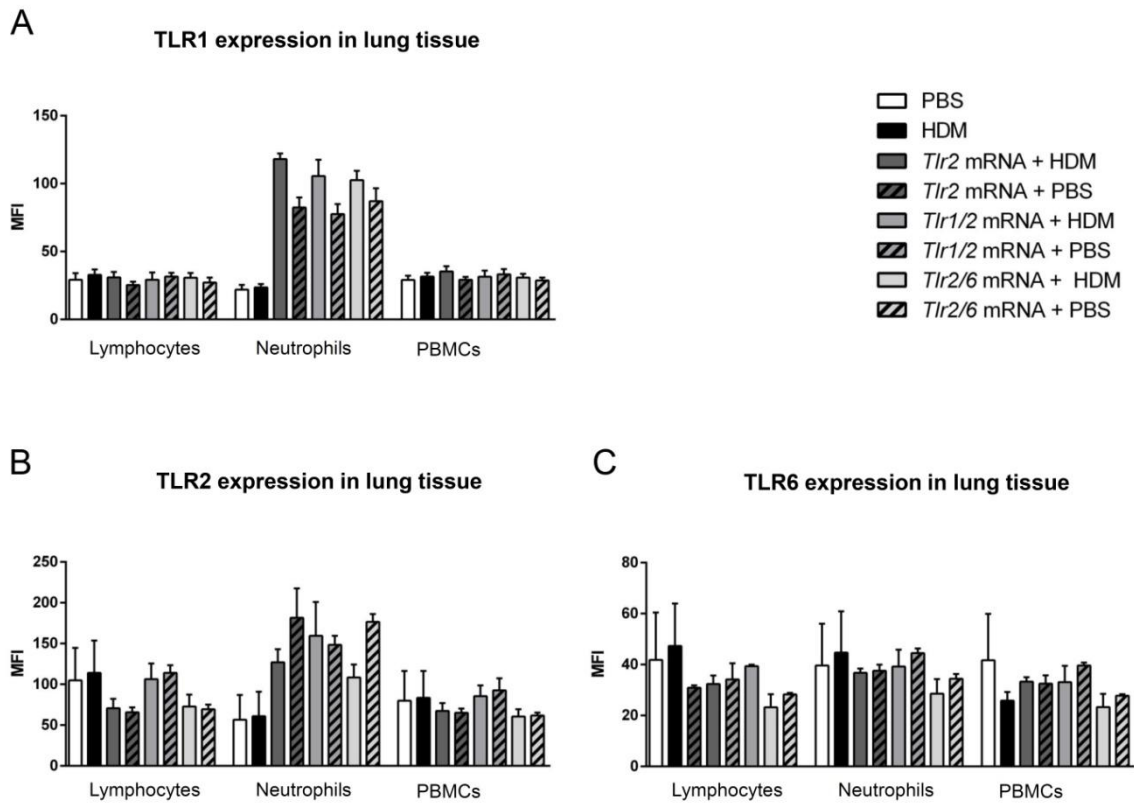 A
TLR1 expression in lung tissue
MFI
150
100
50
0
Lymphocytes
Neutrophils
PBMCs
PBS
HDM
Tlr2 mRNA + HDM
Tlr2 mRNA + PBS
Tlr1/2 mRNA + HDM
Tlr1/2 mRNA + PBS
Tlr2/6 mRNA + HDM
Tlr2/6 mRNA + PBS
B
TLR2 expression in lung tissue
MFI
250
200
150
100
50
0
Lymphocytes
Neutrophils
PBMCs
C
TLR6 expression in lung tissue
MFI
80
60
40
20
0
Lymphocytes
Neutrophils
PBMCs